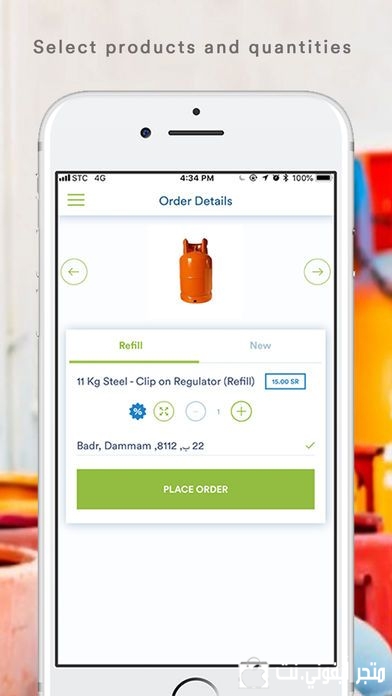 Select products and quantities
STC 4G 4:34 PM 100%
Order Details
Refill New
11 Kg Steel - Clip on Regulator (Refill) 15.00 SR
% - 1 +
Badr, Dammam ,8112 ,ب 22
PLACE ORDER
متجر آيفوني.نت